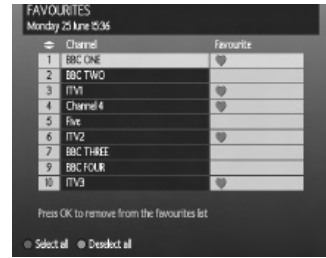 FAVOURITES
Monday 25 June 15:36
Channel Favourite
1 BBC ONE
2 BBC TWO
3 ITV1
4 Channel 4
5 Five
6 ITV2
7 BBC THREE
9 BBC FOUR
10 ITV3
Press OK to remove from the favourites list
Select all Deselect all